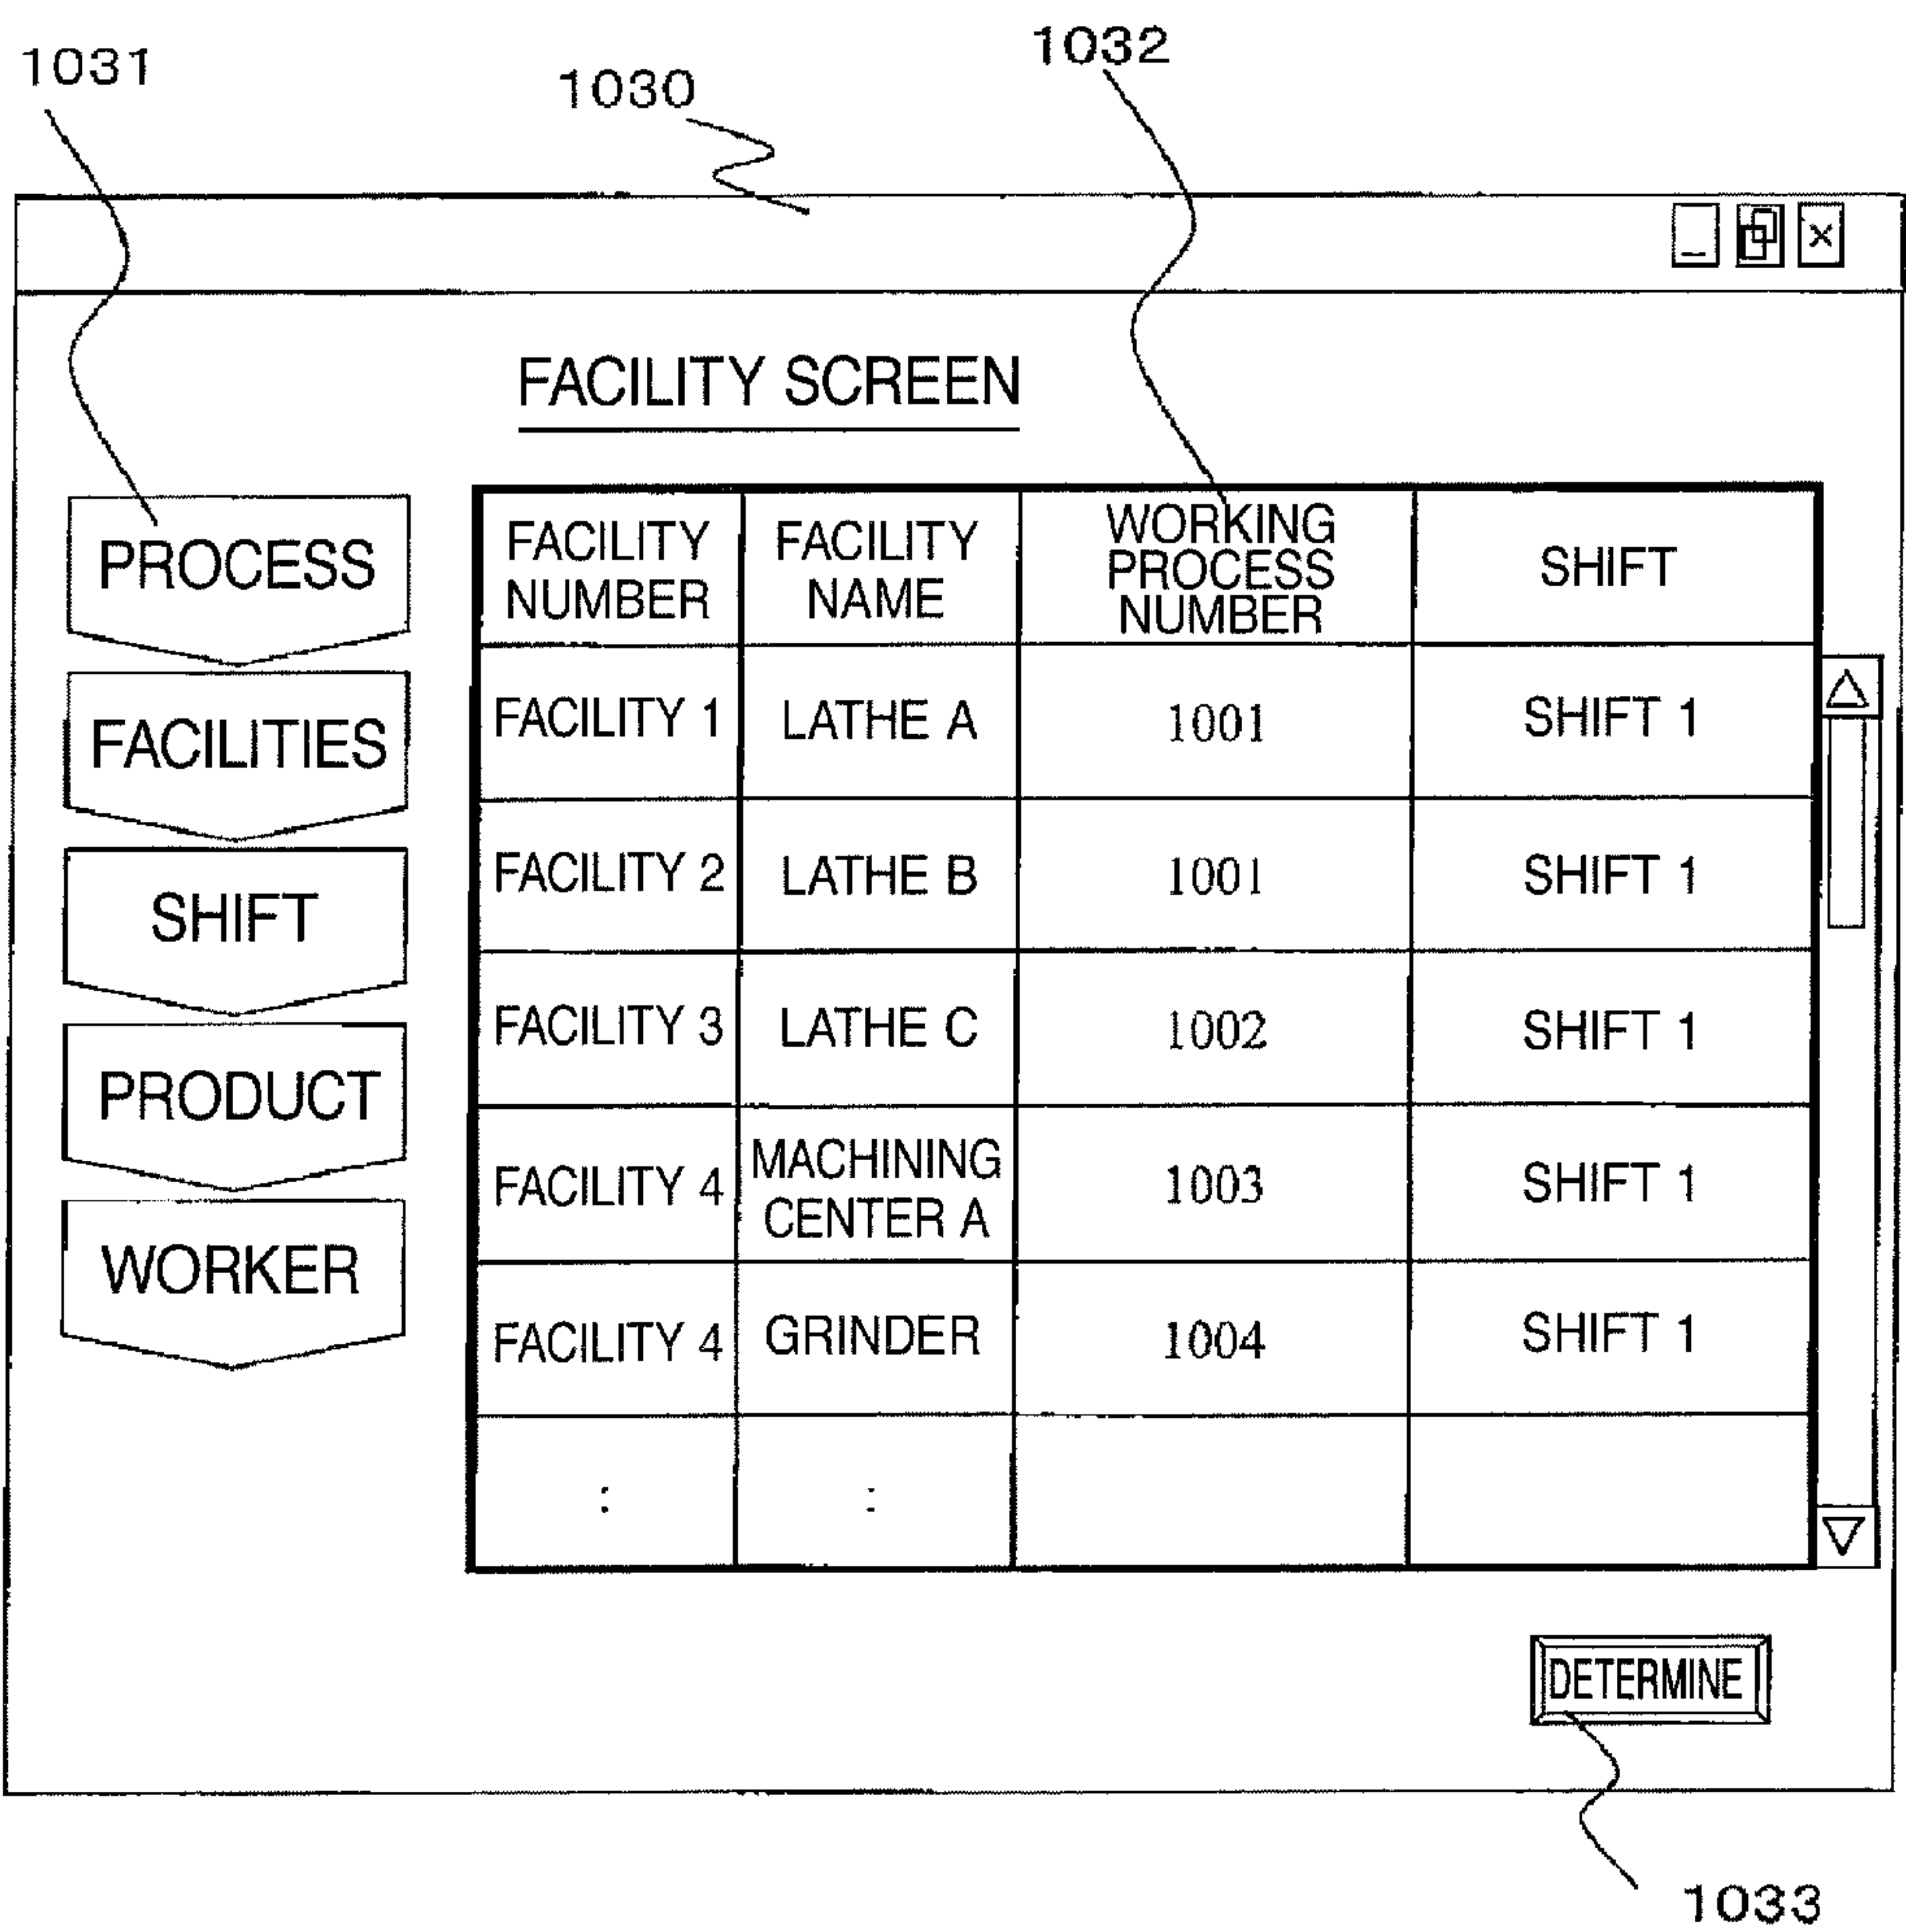 1031
1030
1032
FACILITY SCREEN
PROCESS
FACILITIES
SHIFT
PRODUCT
WORKER
FACILITY
NUMBER
FACILITY
NAME
WORKING
PROCESS
NUMBER
SHIFT
FACILITY 1
LATHE A
1001
SHIFT 1
FACILITY 2
LATHE B
1001
SHIFT 1
FACILITY 3
LATHE C
1002
SHIFT 1
FACILITY 4
MACHINING
CENTER A
1003
SHIFT 1
FACILITY 4
GRINDER
1004
SHIFT 1
:
:
DETERMINE
1033